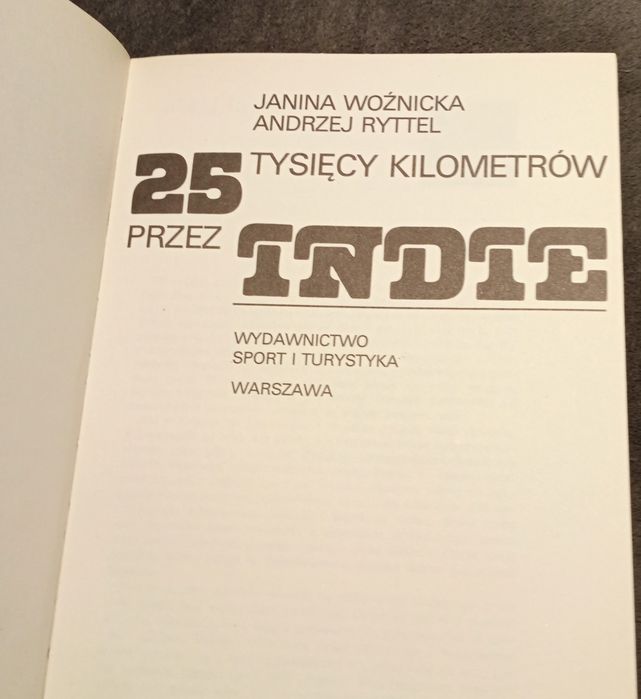 JANINA WOŹNICKA
ANDRZEJ RYTTEL
25 TYSIĘCY KILOMETRÓW
PRZEZ INDIE
WYDAWNICTWO
SPORT I TURYSTYKA
WARSZAWA